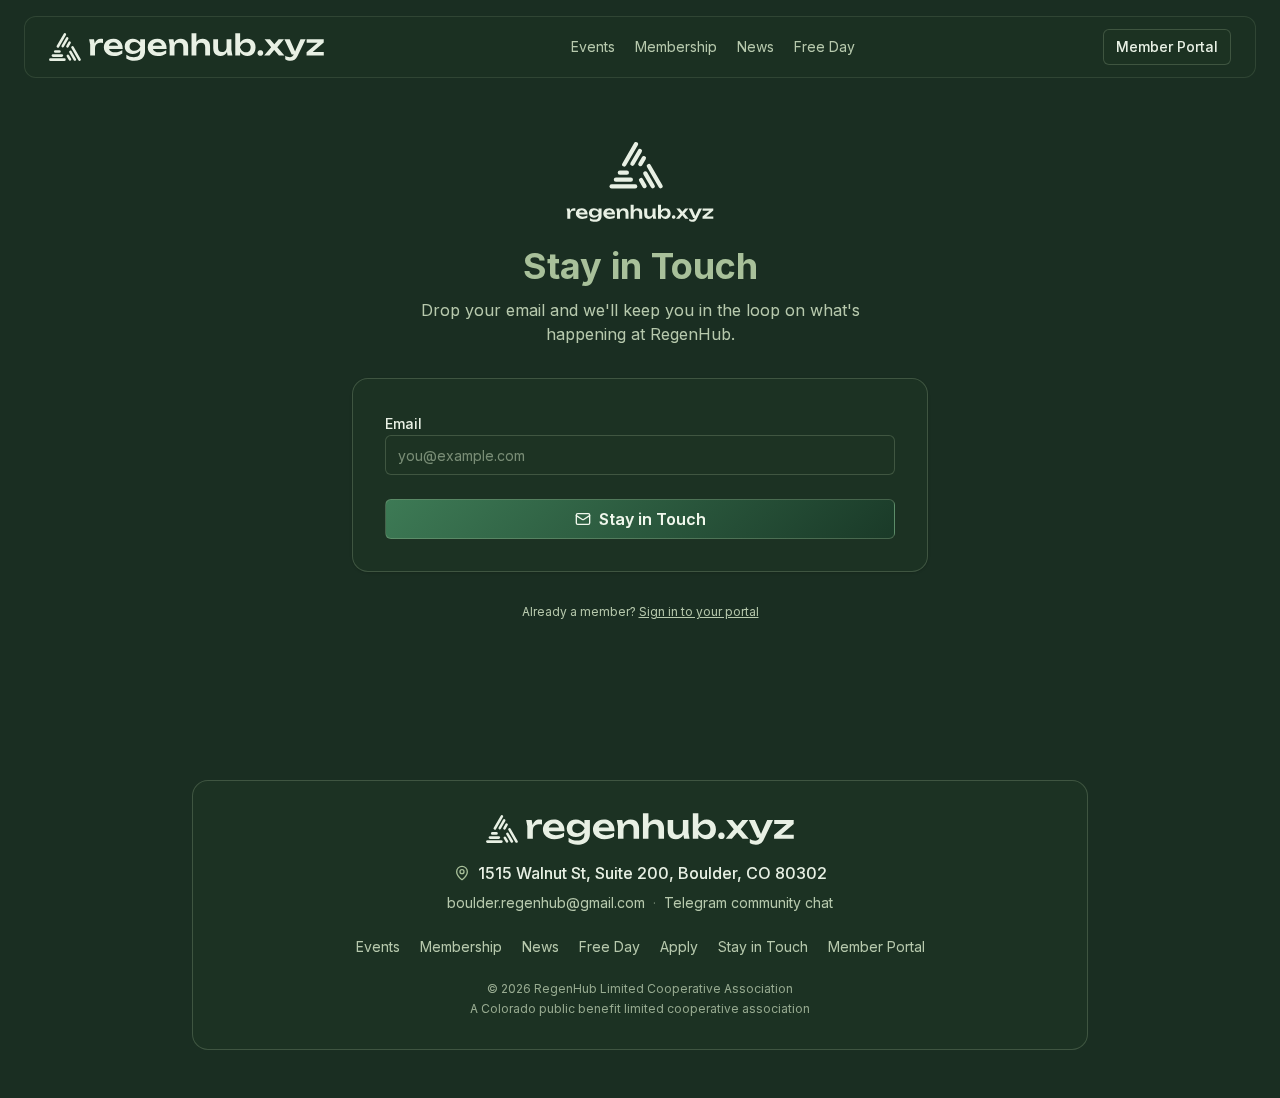 regenhub.xyz
Events Membership News Free Day
Member Portal
regenhub.xyz
Stay in Touch
Drop your email and we'll keep you in the loop on what's
happening at RegenHub.
Email
you@example.com
Stay in Touch
Already a member? Sign in to your portal
regenhub.xyz
1515 Walnut St, Suite 200, Boulder, CO 80302
boulder.regenhub@gmail.com · Telegram community chat
Events Membership News Free Day Apply Stay in Touch Member Portal
© 2026 RegenHub Limited Cooperative Association
A Colorado public benefit limited cooperative association